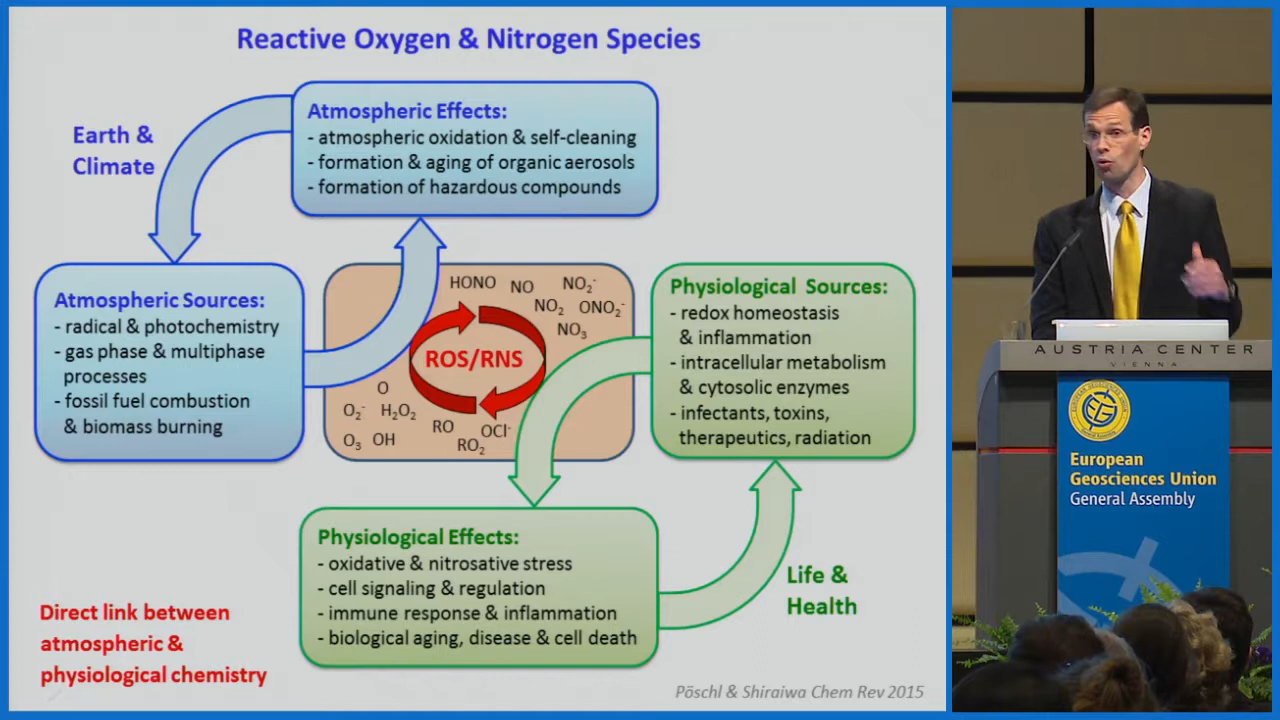 Reactive Oxygen & Nitrogen Species
Earth &
Climate
Atmospheric Effects:
- atmospheric oxidation & self-cleaning
- formation & aging of organic aerosols
- formation of hazardous compounds
Atmospheric Sources:
- radical & photochemistry
- gas phase & multiphase
processes
- fossil fuel combustion
& biomass burning
HONO NO NO₂⁻
NO₂ ONO₂⁻
NO₃
ROS/RNS
O
O₂⁻ H₂O₂
O₃ OH
RO OCl⁻
RO₂
Physiological Sources:
- redox homeostasis
& inflammation
- intracellular metabolism
& cytosolic enzymes
- infectants, toxins,
therapeutics, radiation
Physiological Effects:
- oxidative & nitrosative stress
- cell signaling & regulation
- immune response & inflammation
- biological aging, disease & cell death
Life &
Health
Direct link between
atmospheric &
physiological chemistry
Pöschl & Shiraiwa Chem Rev 2015
AUSTRIA CENTER
VIENNA
European
Geosciences Union
General Assembly